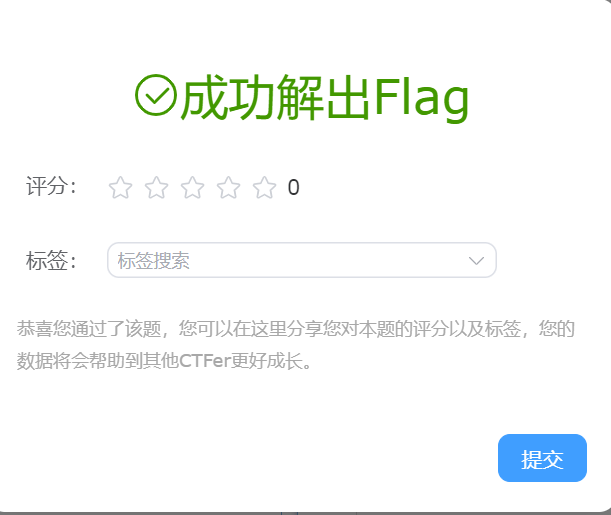 成功解出Flag
评分： 0
标签： 标签搜索
恭喜您通过了该题，您可以在这里分享您对本题的评分以及标签，您的
数据将会帮助到其他CTFer更好成长。
提交